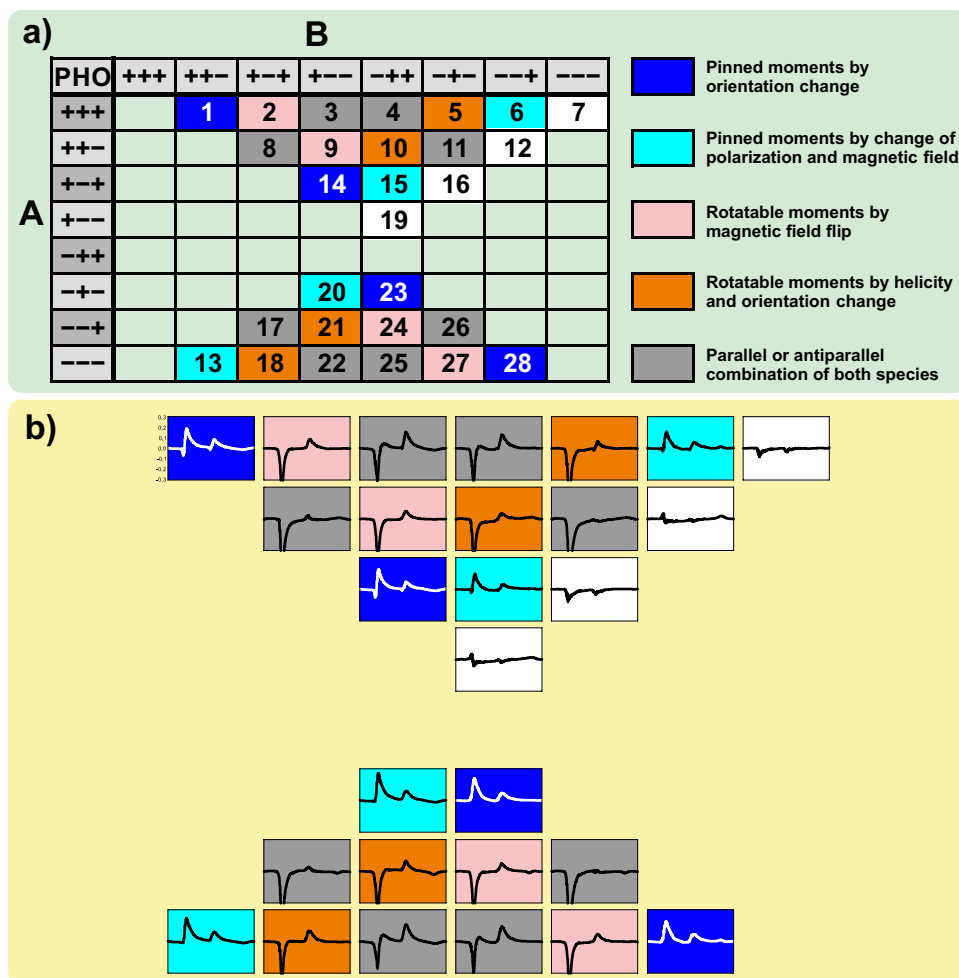 a)
B
PHO +++ ++− +−+ +−− −++ −+− −−+ −−−
+++ 1 2 3 4 5 6 7
++− 8 9 10 11 12
+−+ 14 15 16
A
+−− 19
−++
−+− 20 23
−−+ 17 21 24 26
−−− 13 18 22 25 27 28
Pinned moments by
orientation change
Pinned moments by change of
polarization and magnetic field
Rotatable moments by
magnetic field flip
Rotatable moments by helicity
and orientation change
Parallel or antiparallel
combination of both species
b)
0.3
0.2
0.1
0.0
-0.1
-0.2
-0.3